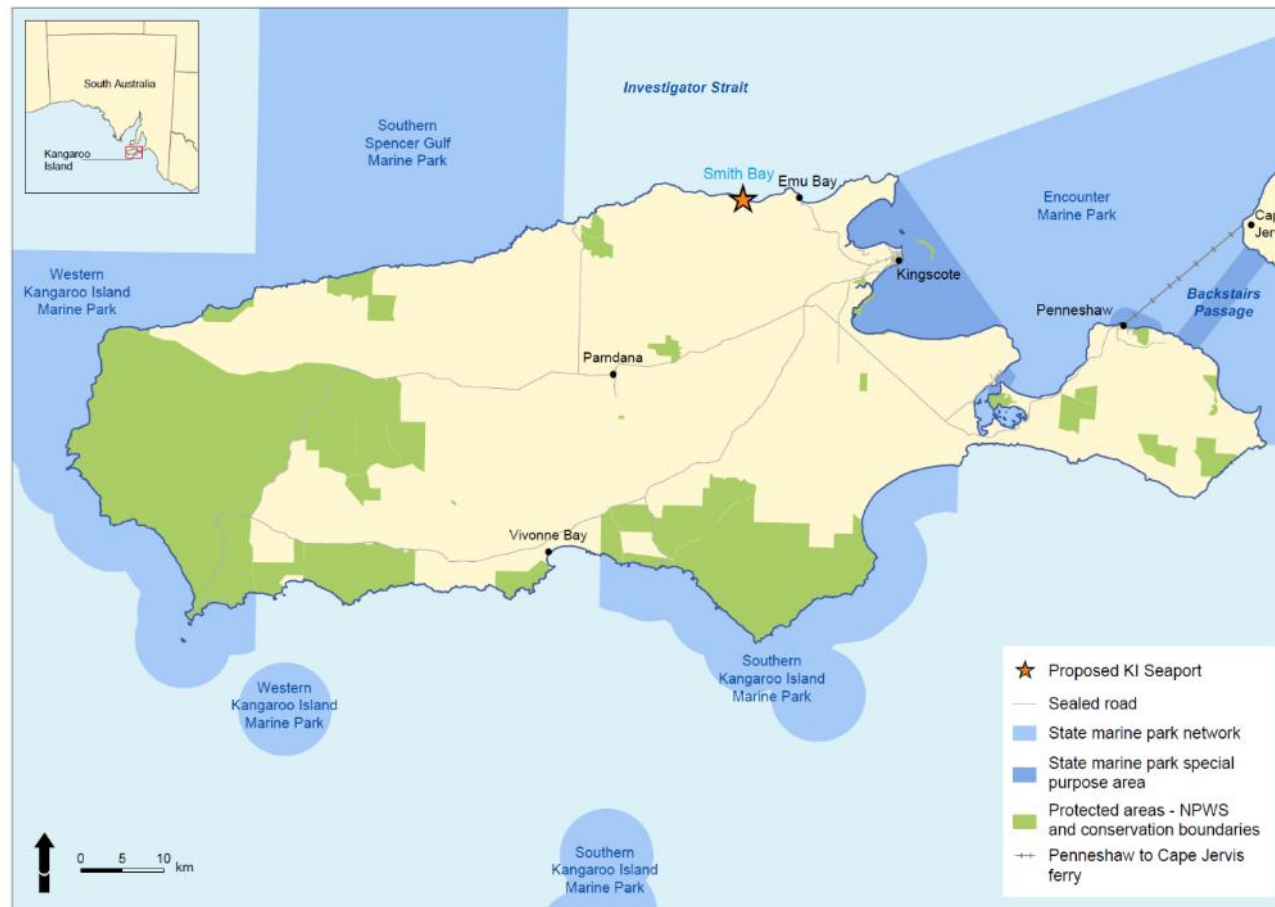 South Australia
Kangaroo
Island
Investigator Strait
Southern
Spencer Gulf
Marine Park
Smith Bay
Emu Bay
Encounter
Marine Park
Cap
Jerv
Western
Kangaroo Island
Marine Park
Kingscote
Backstairs
Passage
Penneshaw
Parndana
Vivonne Bay
Western
Kangaroo Island
Marine Park
Southern
Kangaroo Island
Marine Park
Southern
Kangaroo Island
Marine Park
0 5 10
km
Proposed KI Seaport
Sealed road
State marine park network
State marine park special
purpose area
Protected areas - NPWS
and conservation boundaries
Penneshaw to Cape Jervis
ferry